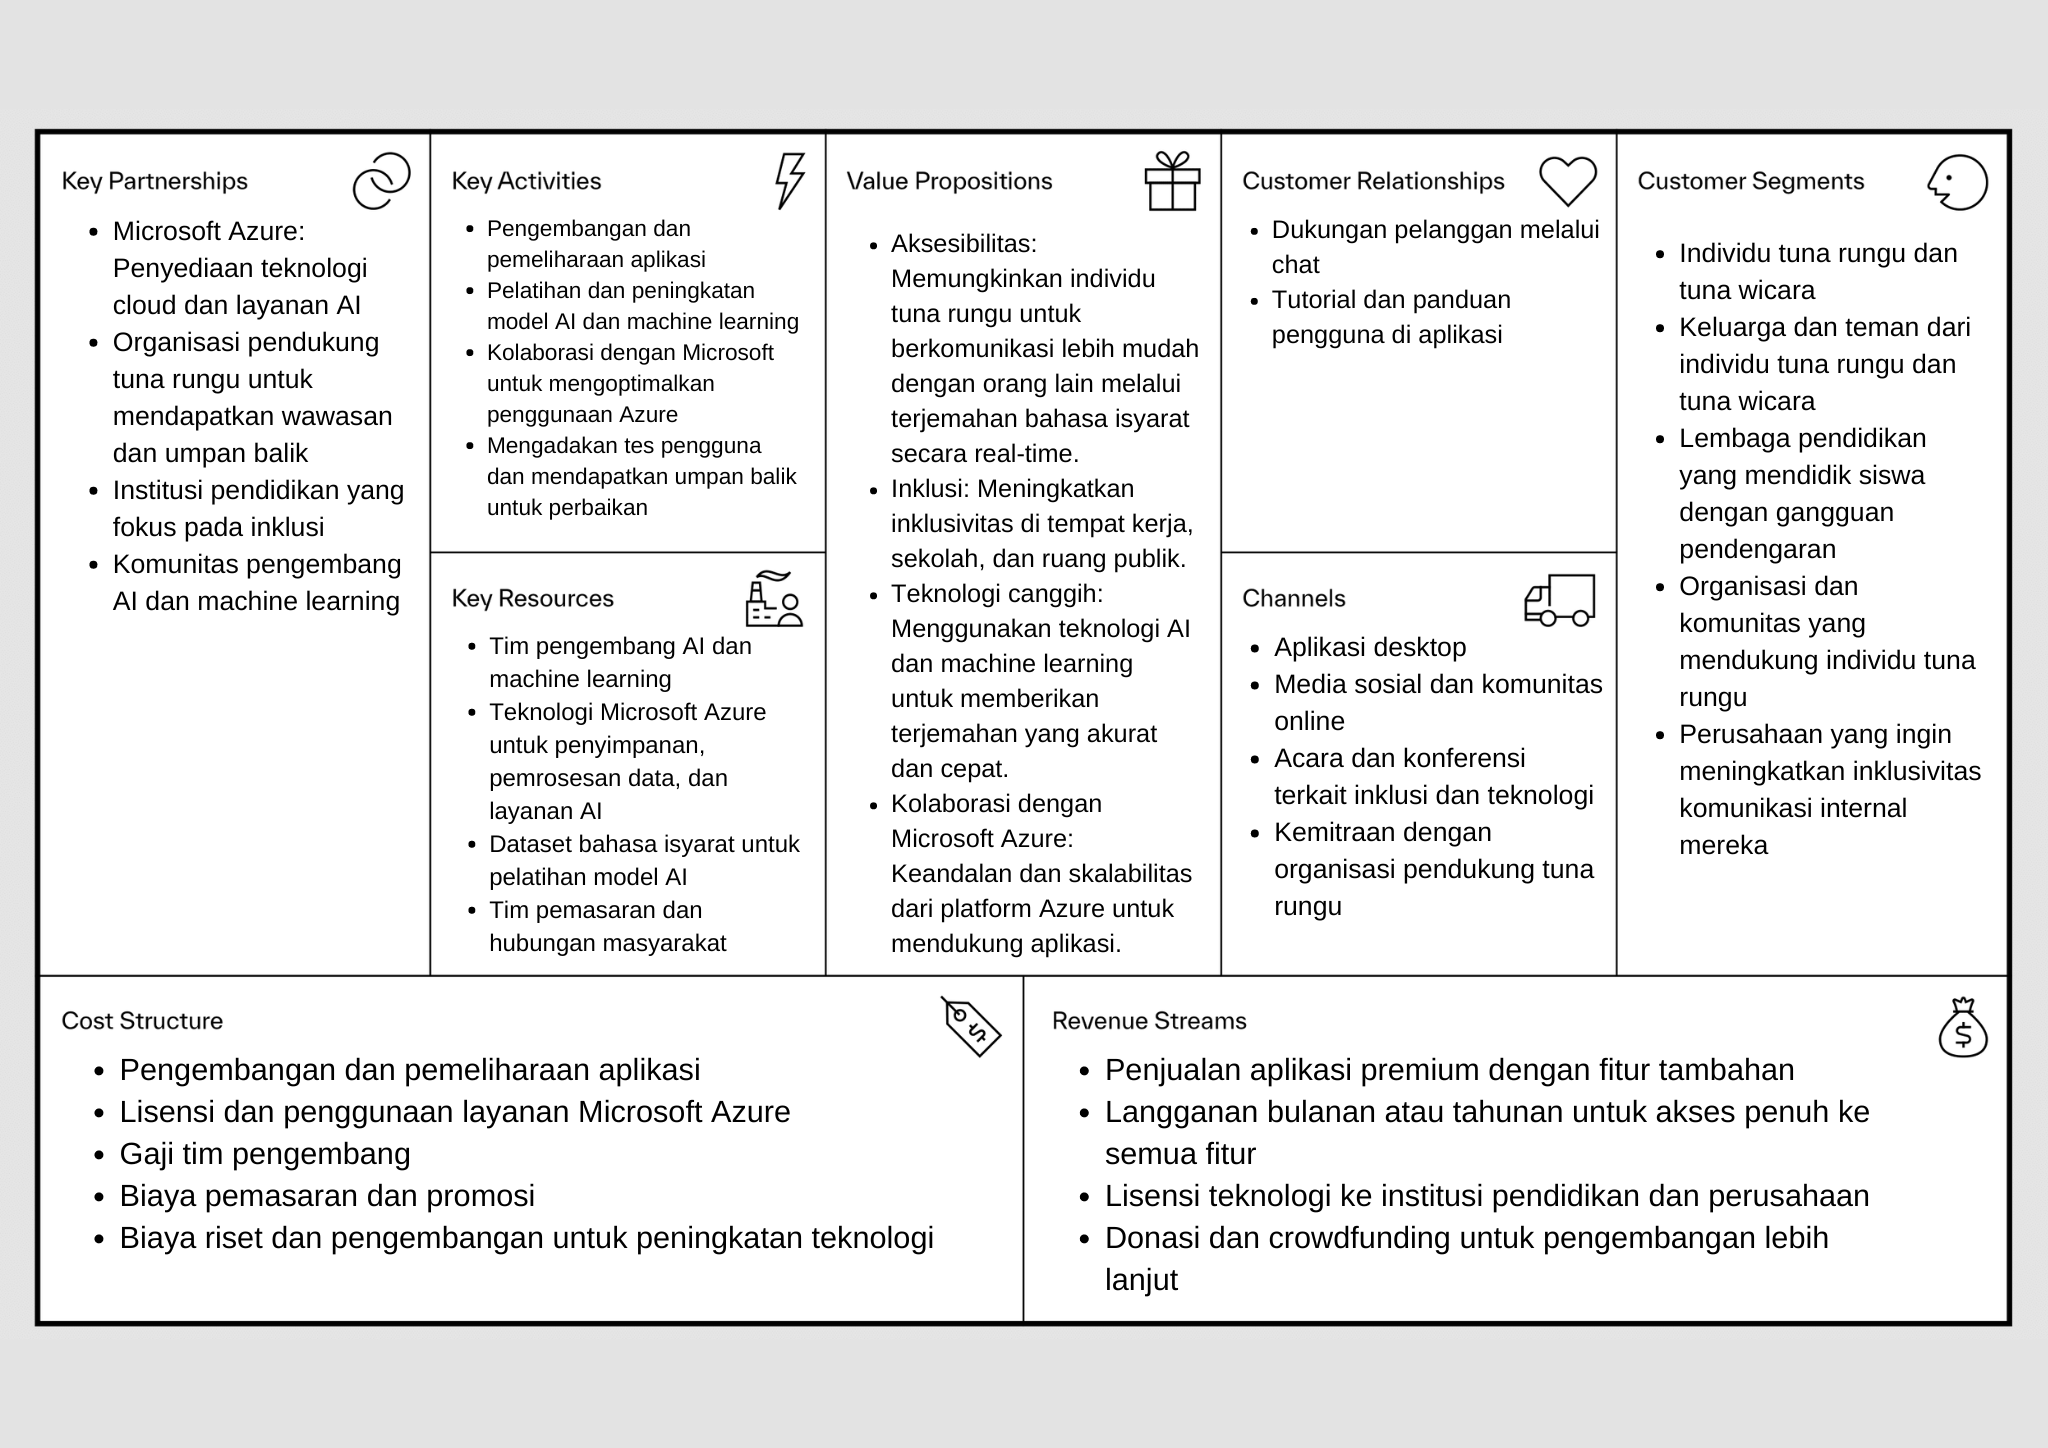 Key Partnerships
Microsoft Azure:
Penyediaan teknologi
cloud dan layanan AI
Organisasi pendukung
tuna rungu untuk
mendapatkan wawasan
dan umpan balik
Institusi pendidikan yang
fokus pada inklusi
Komunitas pengembang
AI dan machine learning
Key Activities
Pengembangan dan
pemeliharaan aplikasi
Pelatihan dan peningkatan
model AI dan machine learning
Kolaborasi dengan Microsoft
untuk mengoptimalkan
penggunaan Azure
Mengadakan tes pengguna
dan mendapatkan umpan balik
untuk perbaikan
Key Resources
Tim pengembang AI dan
machine learning
Teknologi Microsoft Azure
untuk penyimpanan,
pemrosesan data, dan
layanan AI
Dataset bahasa isyarat untuk
pelatihan model AI
Tim pemasaran dan
hubungan masyarakat
Value Propositions
Aksesibilitas:
Memungkinkan individu
tuna rungu untuk
berkomunikasi lebih mudah
dengan orang lain melalui
terjemahan bahasa isyarat
secara real-time.
Inklusi: Meningkatkan
inklusivitas di tempat kerja,
sekolah, dan ruang publik.
Teknologi canggih:
Menggunakan teknologi AI
dan machine learning
untuk memberikan
terjemahan yang akurat
dan cepat.
Kolaborasi dengan
Microsoft Azure:
Keandalan dan skalabilitas
dari platform Azure untuk
mendukung aplikasi.
Customer Relationships
Dukungan pelanggan melalui
chat
Tutorial dan panduan
pengguna di aplikasi
Channels
Aplikasi desktop
Media sosial dan komunitas
online
Acara dan konferensi
terkait inklusi dan teknologi
Kemitraan dengan
organisasi pendukung tuna
rungu
Customer Segments
Individu tuna rungu dan
tuna wicara
Keluarga dan teman dari
individu tuna rungu dan
tuna wicara
Lembaga pendidikan
yang mendidik siswa
dengan gangguan
pendengaran
Organisasi dan
komunitas yang
mendukung individu tuna
rungu
Perusahaan yang ingin
meningkatkan inklusivitas
komunikasi internal
mereka
Cost Structure
Pengembangan dan pemeliharaan aplikasi
Lisensi dan penggunaan layanan Microsoft Azure
Gaji tim pengembang
Biaya pemasaran dan promosi
Biaya riset dan pengembangan untuk peningkatan teknologi
Revenue Streams
Penjualan aplikasi premium dengan fitur tambahan
Langganan bulanan atau tahunan untuk akses penuh ke
semua fitur
Lisensi teknologi ke institusi pendidikan dan perusahaan
Donasi dan crowdfunding untuk pengembangan lebih
lanjut